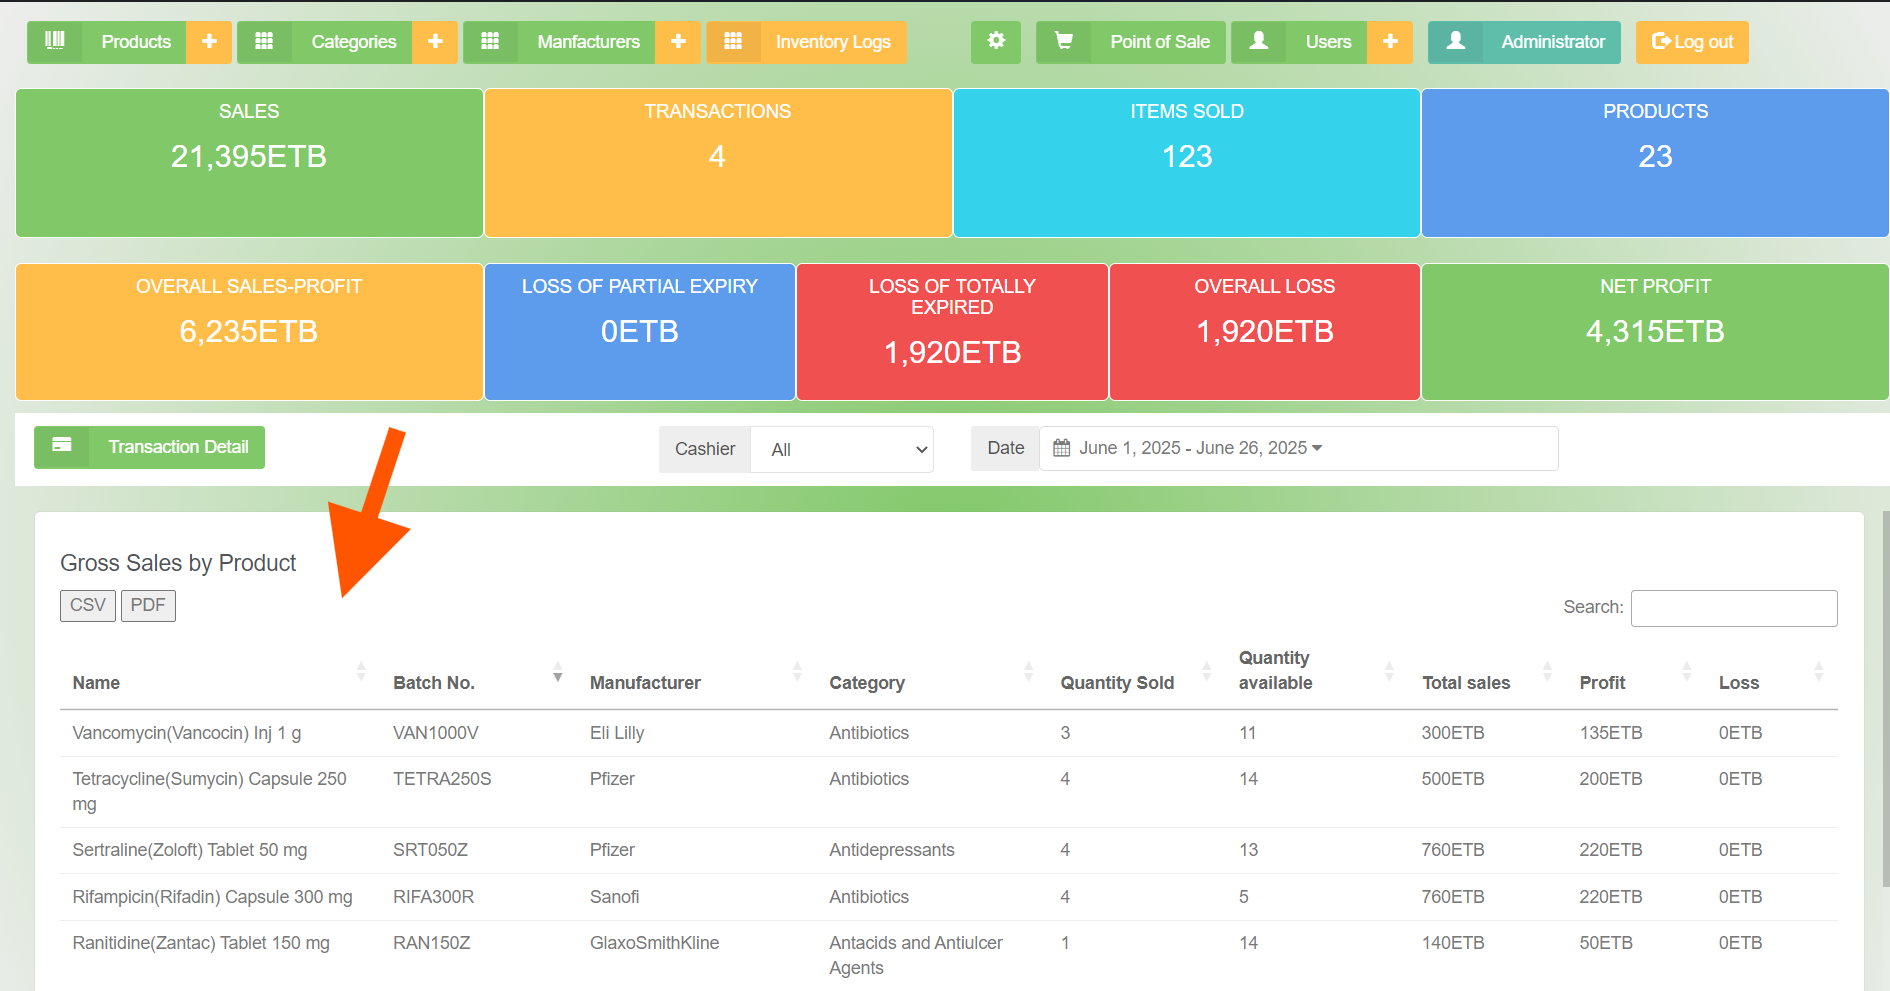 Products + Categories + Manfacturers + Inventory Logs Point of Sale Users + Administrator Log out
SALES
21,395ETB
TRANSACTIONS
4
ITEMS SOLD
123
PRODUCTS
23
OVERALL SALES-PROFIT
6,235ETB
LOSS OF PARTIAL EXPIRY
0ETB
LOSS OF TOTALLY
EXPIRED
1,920ETB
OVERALL LOSS
1,920ETB
NET PROFIT
4,315ETB
Transaction Detail Cashier All Date June 1, 2025 - June 26, 2025
Gross Sales by Product
CSV PDF Search:
Name Batch No. Manufacturer Category Quantity Sold Quantity available Total sales Profit Loss
Vancomycin(Vancocin) Inj 1 g VAN1000V Eli Lilly Antibiotics 3 11 300ETB 135ETB 0ETB
Tetracycline(Sumycin) Capsule 250 TETRA250S Pfizer Antibiotics 4 14 500ETB 200ETB 0ETB
mg
Sertraline(Zoloft) Tablet 50 mg SRT050Z Pfizer Antidepressants 4 13 760ETB 220ETB 0ETB
Rifampicin(Rifadin) Capsule 300 mg RIFA300R Sanofi Antibiotics 4 5 760ETB 220ETB 0ETB
Ranitidine(Zantac) Tablet 150 mg RAN150Z GlaxoSmithKline Antacids and Antiulcer 1 14 140ETB 50ETB 0ETB
Agents